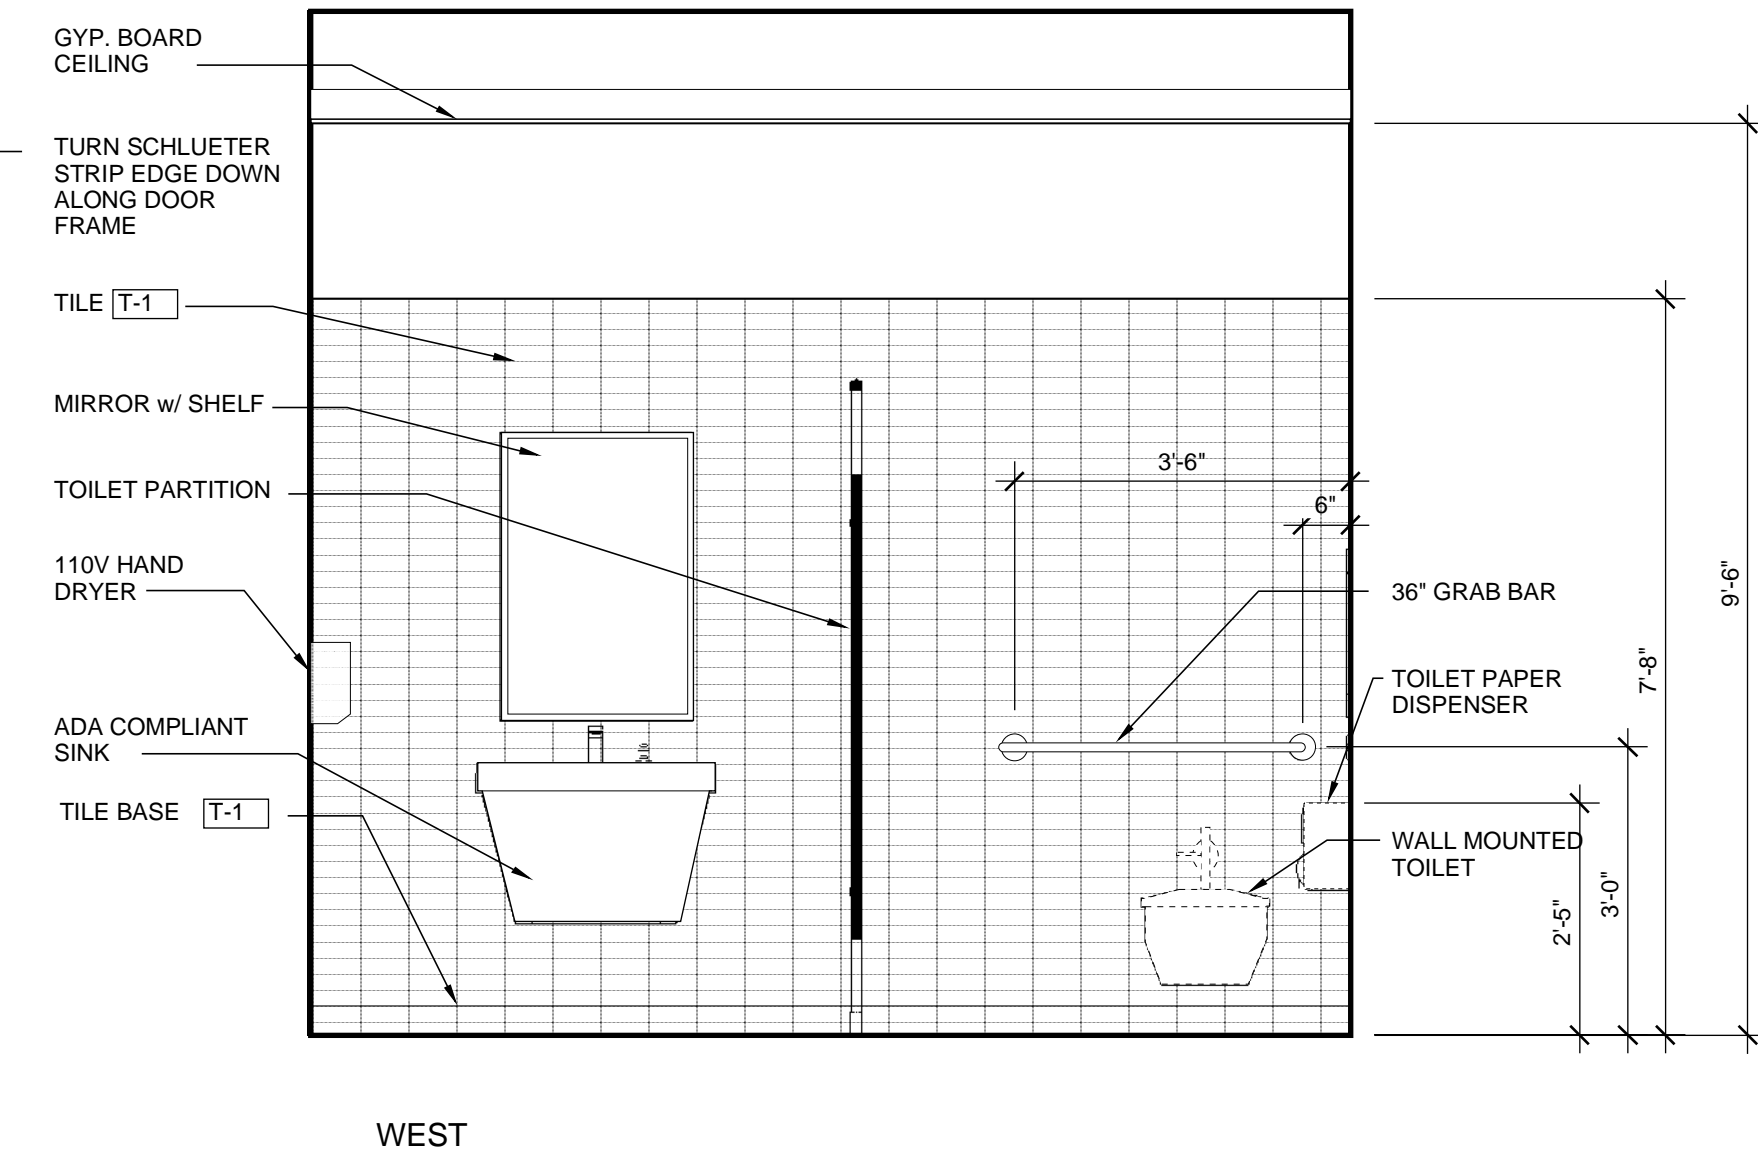 GYP. BOARD
CEILING
TURN SCHLUETER
STRIP EDGE DOWN
ALONG DOOR
FRAME
TILE T-1
MIRROR w/ SHELF
TOILET PARTITION
110V HAND
DRYER
ADA COMPLIANT
SINK
TILE BASE T-1
3'-6"
6"
36" GRAB BAR
TOILET PAPER
DISPENSER
WALL MOUNTED
TOILET
2'-5"
3'-0"
7'-8"
9'-6"
WEST